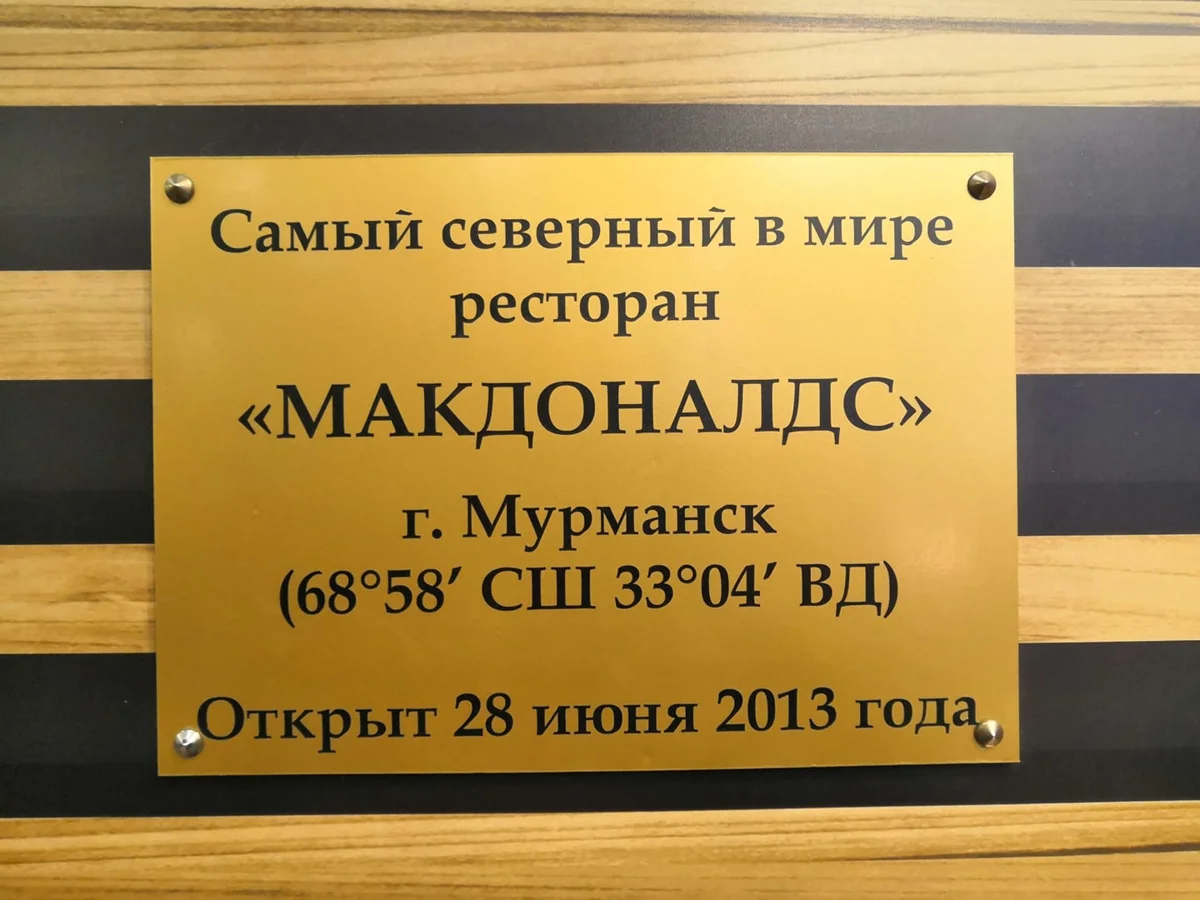 Самый северный в мире
ресторан
«МАКДОНАЛДС»
г. Мурманск
(68°58′ СШ 33°04′ ВД)
Открыт 28 июня 2013 года